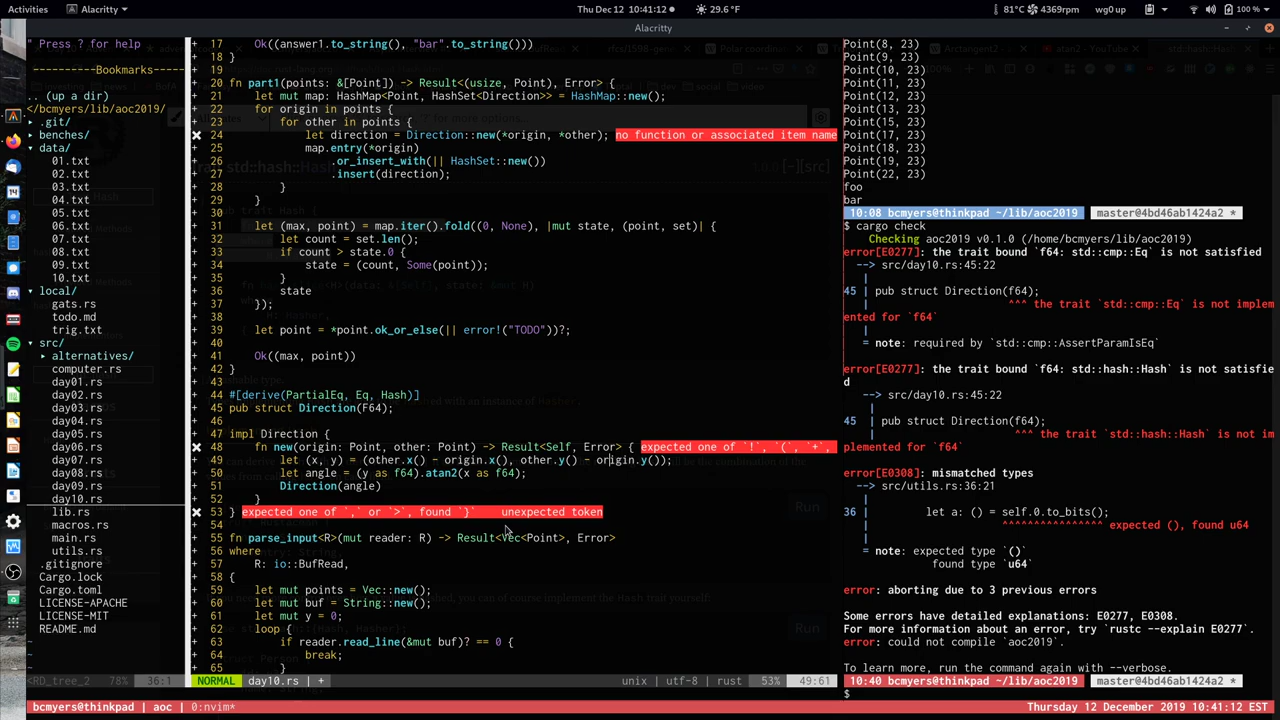 Activities
Alacritty
Thu Dec 12 10:41:12
29.6°F
81°C
4369rpm
wg0 up
100 %
Alacritty
" Press ? for help
----------Bookmarks-----
.. (up a dir)
</bcmyers/lib/aoc2019/
▸ .git/
▸ benches/
▾ data/
01.txt
02.txt
03.txt
04.txt
05.txt
06.txt
07.txt
08.txt
09.txt
10.txt
▾ local/
gats.rs
todo.md
trig.txt
▾ src/
▸ alternatives/
computer.rs
day01.rs
day02.rs
day03.rs
day04.rs
day05.rs
day06.rs
day07.rs
day08.rs
day09.rs
day10.rs
lib.rs
macros.rs
main.rs
utils.rs
.gitignore
Cargo.lock
Cargo.toml
LICENSE-APACHE
LICENSE-MIT
README.md
~
<RD_tree_2 78% 36:1
17 Ok((answer1.to_string(), "bar".to_string()))
18 }
19
20 fn part1(points: &[Point]) -> Result<(usize, Point), Error> {
21 let mut map: HashMap<Point, HashSet<Direction>> = HashMap::new();
22 for origin in points {
23 for other in points {
24 let direction = Direction::new(*origin, *other); no function or associated item name
25 map.entry(*origin)
26 .or_insert_with(|| HashSet::new())
27 .insert(direction);
28 }
29 }
30
31 let (max, point) = map.iter().fold((0, None), |mut state, (point, set)| {
32 let count = set.len();
33 if count > state.0 {
34 state = (count, Some(point));
35 }
36 state
37 });
38
39 let point = *point.ok_or_else(|| error!("TODO"))?;
40
41 Ok((max, point))
42 }
43
44 #[derive(PartialEq, Eq, Hash)]
45 pub struct Direction(F64);
46
47 impl Direction {
48 fn new(origin: Point, other: Point) -> Result<Self, Error> { expected one of `!`, `(`, `+`,
49 let (x, y) = (other.x() - origin.x(), other.y() - origin.y());
50 let angle = (y as f64).atan2(x as f64);
51 Direction(angle)
52 }
53 } expected one of `,` or `>`, found `}` unexpected token
54
55 fn parse_input<R>(mut reader: R) -> Result<Vec<Point>, Error>
56 where
57 R: io::BufRead,
58 {
59 let mut points = Vec::new();
60 let mut buf = String::new();
61 let mut y = 0;
62 loop {
63 if reader.read_line(&mut buf)? == 0 {
64 break;
65 }
NORMAL day10.rs | + unix | utf-8 | rust 53% 49:61
Point(8, 23)
Point(9, 23)
Point(10, 23)
Point(11, 23)
Point(12, 23)
Point(13, 23)
Point(15, 23)
Point(17, 23)
Point(18, 23)
Point(19, 23)
Point(22, 23)
foo
bar
10:08 bcmyers@thinkpad ~/lib/aoc2019 master@4bd46ab1424a2 *
$ cargo check
Checking aoc2019 v0.1.0 (/home/bcmyers/lib/aoc2019)
error[E0277]: the trait bound `f64: std::cmp::Eq` is not satisfied
--> src/day10.rs:45:22
|
45 | pub struct Direction(f64);
| ^^^ the trait `std::cmp::Eq` is not implem
ented for `f64`
|
= note: required by `std::cmp::AssertParamIsEq`
error[E0277]: the trait bound `f64: std::hash::Hash` is not satisfie
d
--> src/day10.rs:45:22
|
45 | pub struct Direction(f64);
| ^^^ the trait `std::hash::Hash` is not im
plemented for `f64`
error[E0308]: mismatched types
--> src/utils.rs:36:21
|
36 | let a: () = self.0.to_bits();
| ^^^^^^^^^^^^^^^^ expected (), found u64
|
= note: expected type `()`
found type `u64`
error: aborting due to 3 previous errors
Some errors have detailed explanations: E0277, E0308.
For more information about an error, try `rustc --explain E0277`.
error: could not compile `aoc2019`.
To learn more, run the command again with --verbose.
10:40 bcmyers@thinkpad ~/lib/aoc2019 master@4bd46ab1424a2 *
$
bcmyers@thinkpad | aoc | 0:nvim*
Thursday 12 December 2019 10:41:12 EST